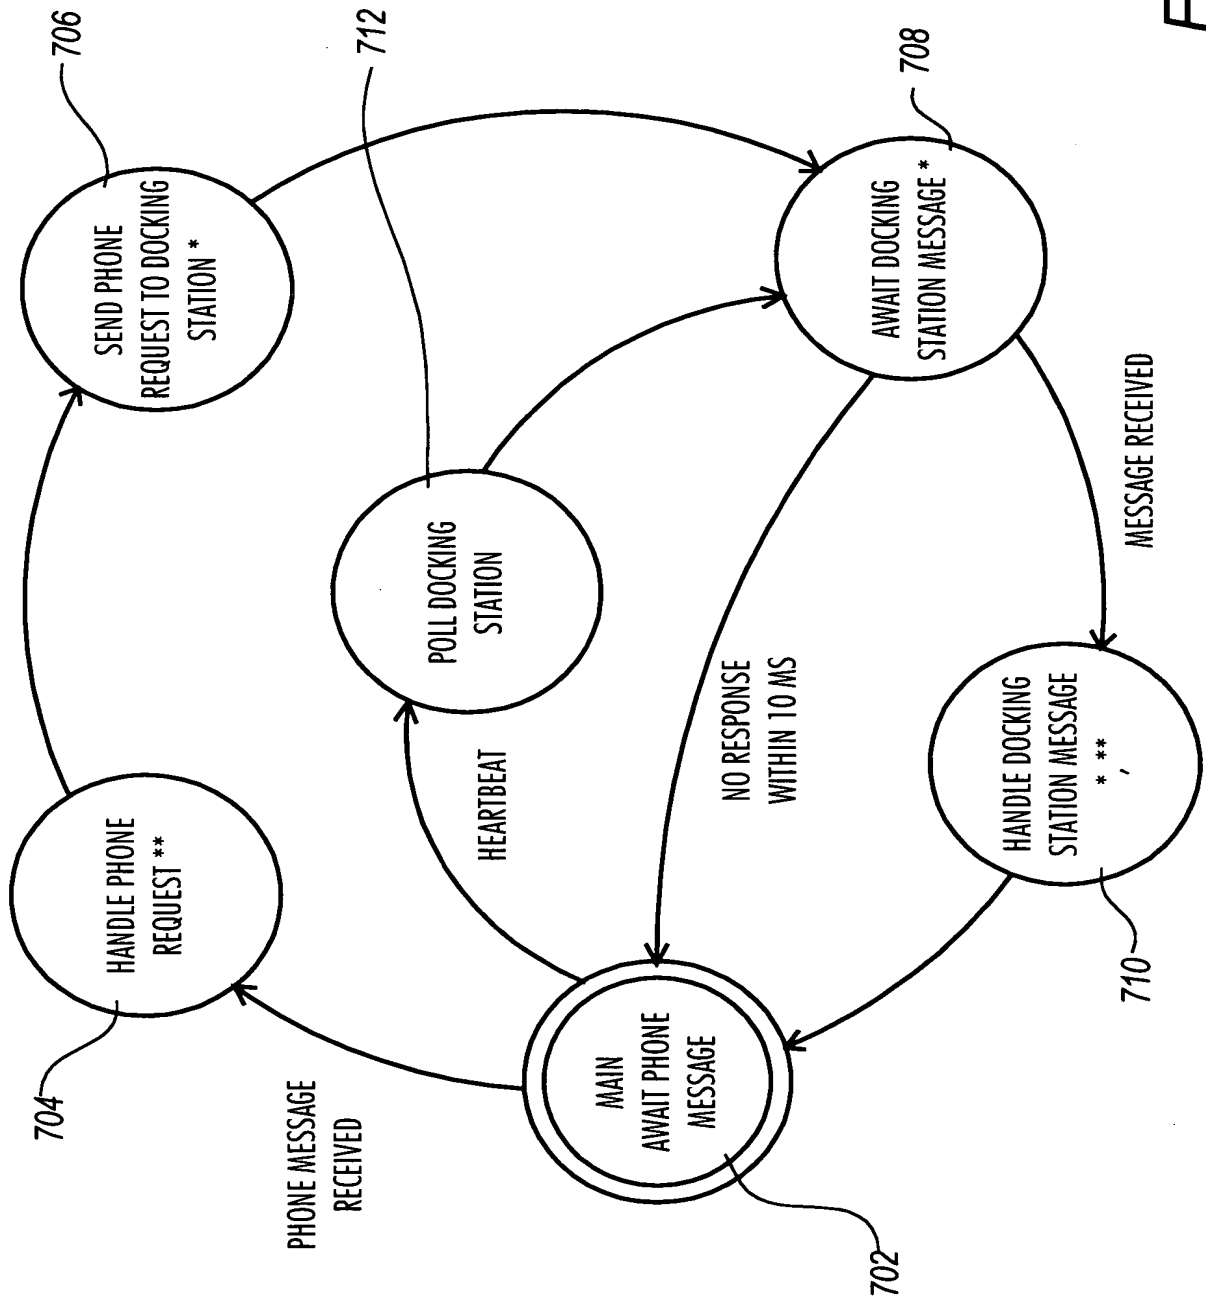 706
SEND PHONE
REQUEST TO DOCKING
STATION *
712
708
AWAIT DOCKING
STATION MESSAGE *
POLL DOCKING
STATION
MESSAGE RECEIVED
HANDLE PHONE
REQUEST **
HEARTBEAT
NO RESPONSE
WITHIN 10 MS
HANDLE DOCKING
STATION MESSAGE
* , **
704
PHONE MESSAGE
RECEIVED
MAIN
AWAIT PHONE
MESSAGE
710
702